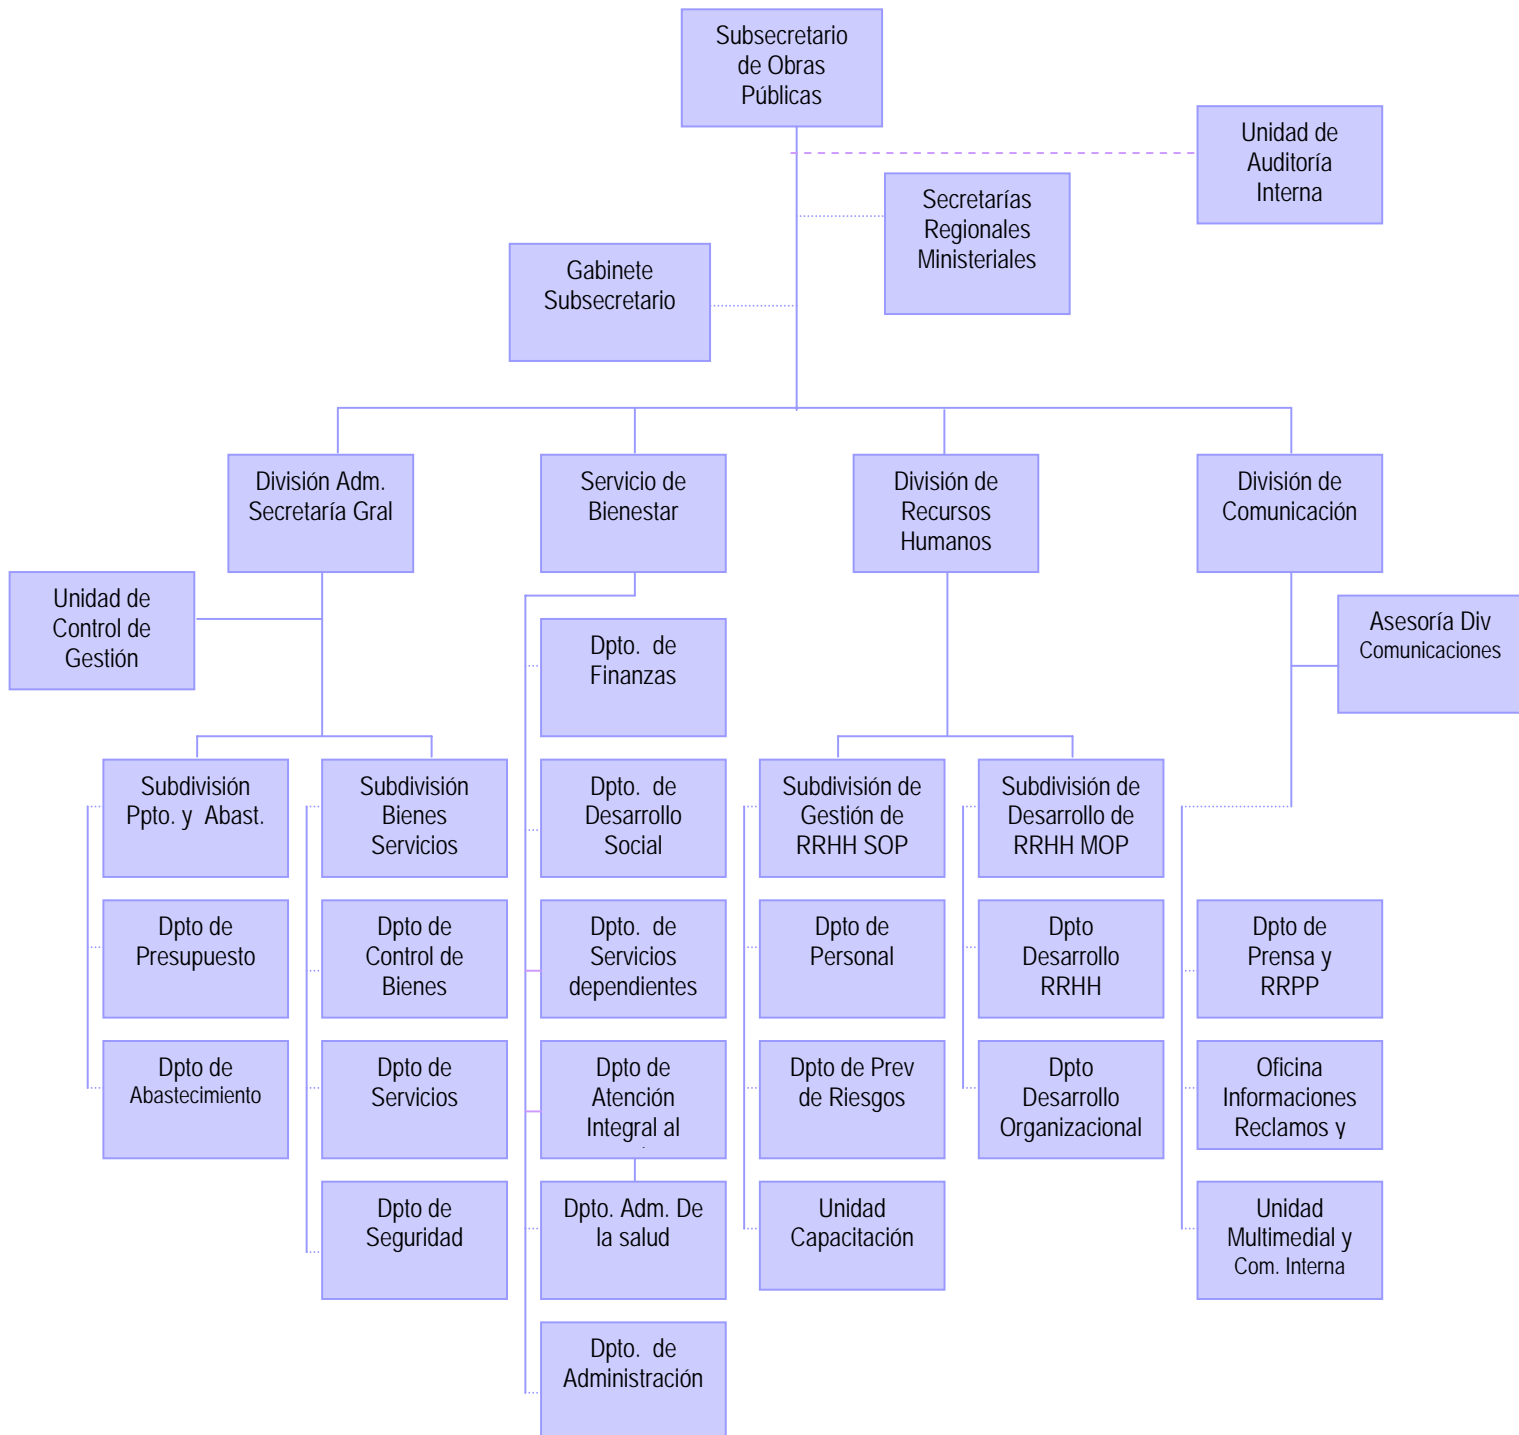 Subsecretario
de Obras
Públicas
Unidad de
Auditoría
Interna
Secretarías
Regionales
Ministeriales
Gabinete
Subsecretario
División Adm.
Secretaría Gral
Servicio de
Bienestar
División de
Recursos
Humanos
División de
Comunicación
Unidad de
Control de
Gestión
Asesoría Div
Comunicaciones
Dpto. de
Finanzas
Subdivisión
Ppto. y Abast.
Subdivisión
Bienes
Servicios
Dpto. de
Desarrollo
Social
Subdivisión de
Gestión de
RRHH SOP
Subdivisión de
Desarrollo de
RRHH MOP
Dpto de
Presupuesto
Dpto de
Control de
Bienes
Dpto. de
Servicios
dependientes
Dpto de
Personal
Dpto
Desarrollo
RRHH
Dpto de
Prensa y
RRPP
Dpto de
Abastecimiento
Dpto de
Servicios
Dpto de
Atención
Integral al
Dpto de Prev
de Riesgos
Dpto
Desarrollo
Organizacional
Oficina
Informaciones
Reclamos y
Dpto de
Seguridad
Dpto. Adm. De
la salud
Unidad
Capacitación
Unidad
Multimedial y
Com. Interna
Dpto. de
Administración